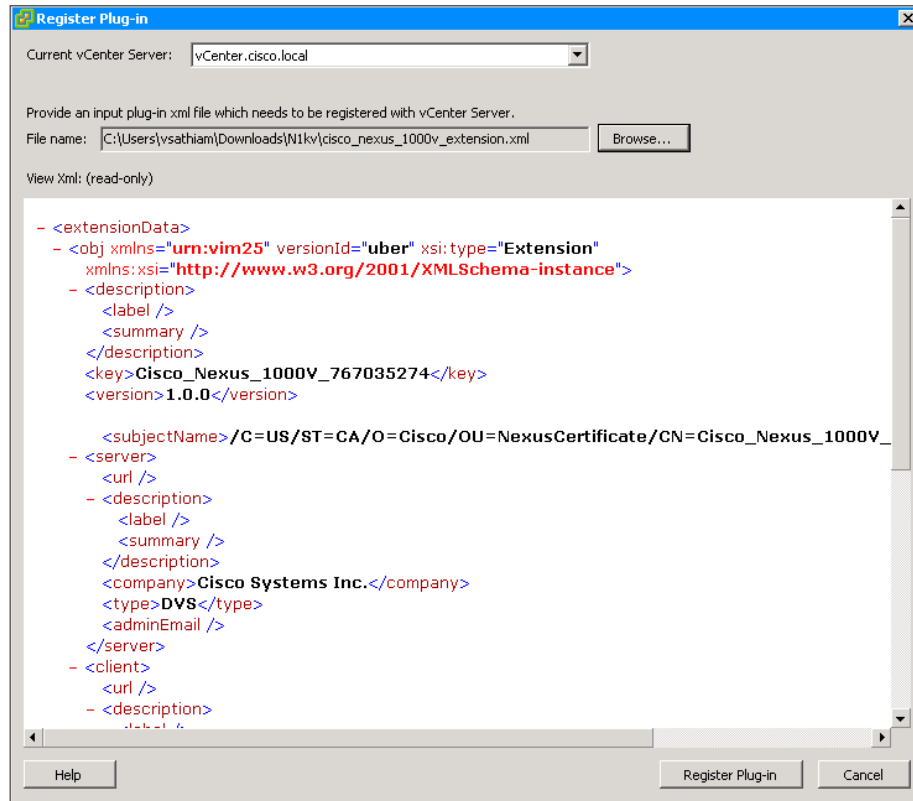 Register Plug-in
Current vCenter Server: vCenter.cisco.local
Provide an input plug-in xml file which needs to be registered with vCenter Server.
File name: C:\Users\vsathiam\Downloads\N1kv\cisco_nexus_1000v_extension.xml Browse...
View Xml: (read-only)
- <extensionData>
- <obj xmlns="urn:vim25" versionId="uber" xsi:type="Extension"
xmlns:xsi="http://www.w3.org/2001/XMLSchema-instance">
- <description>
<label />
<summary />
</description>
<key>Cisco_Nexus_1000V_767035274</key>
<version>1.0.0</version>
<subjectName>/C=US/ST=CA/O=Cisco/OU=NexusCertificate/CN=Cisco_Nexus_1000V_
- <server>
<url />
- <description>
<label />
<summary />
</description>
<company>Cisco Systems Inc.</company>
<type>DVS</type>
<adminEmail />
</server>
- <client>
<url />
- <description>
Help Register Plug-in Cancel